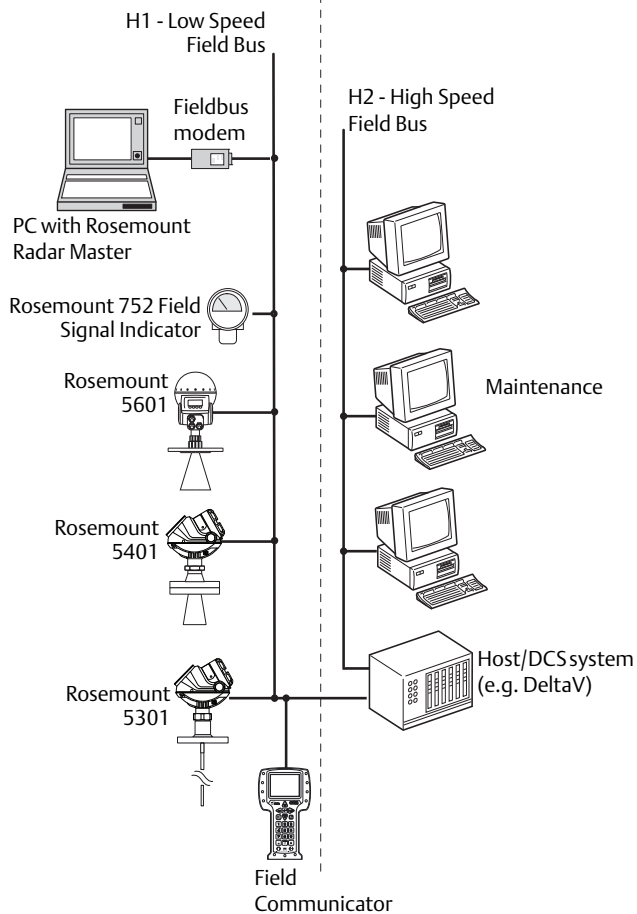 H1 - Low Speed
Field Bus
H2 - High Speed
Field Bus
Fieldbus
modem
PC with Rosemount
Radar Master
Rosemount 752 Field
Signal Indicator
Rosemount
5601
Maintenance
Rosemount
5401
Host/DCS system
(e.g. DeltaV)
Rosemount
5301
Field
Communicator